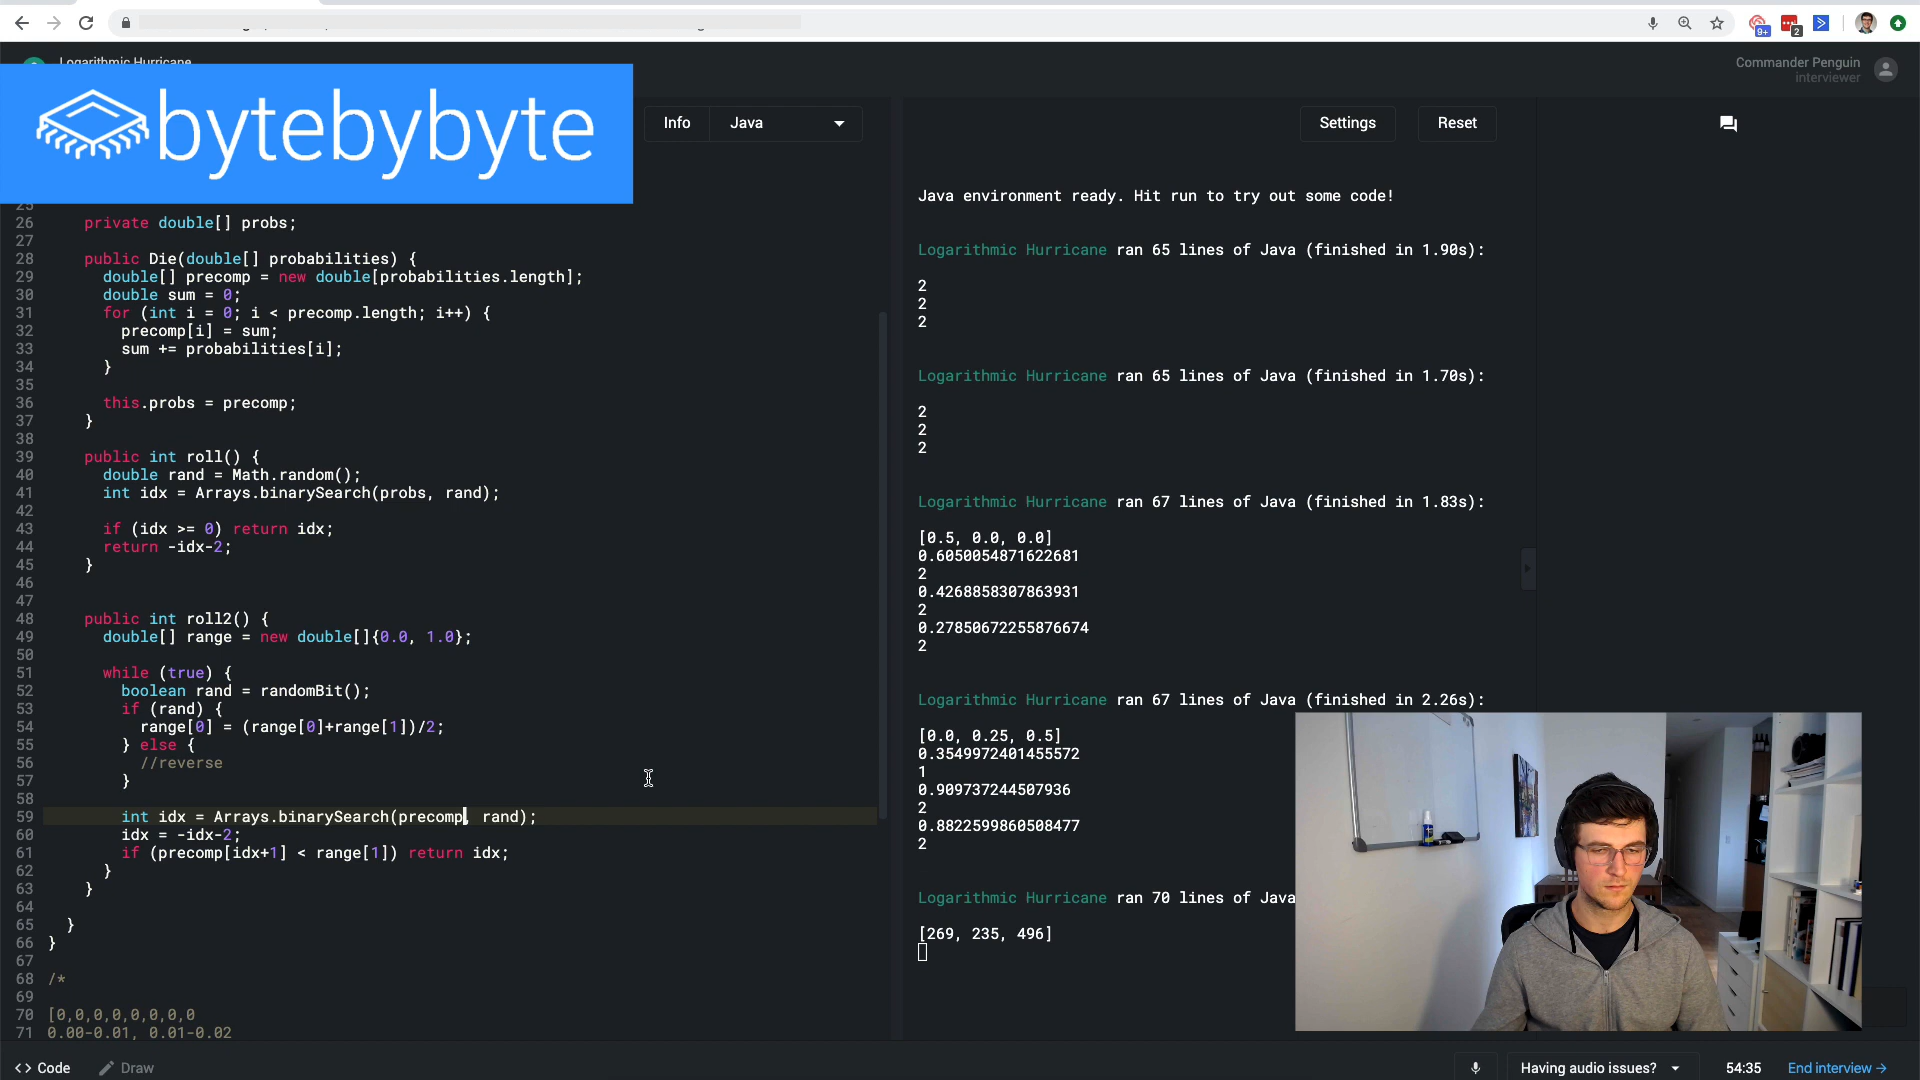 9+
2
Logarithmic Hurricane
Commander Penguin
interviewer
bytebybyte
Info
Java
Settings
Reset
25
26 private double[] probs;
27
28 public Die(double[] probabilities) {
29 double[] precomp = new double[probabilities.length];
30 double sum = 0;
31 for (int i = 0; i < precomp.length; i++) {
32 precomp[i] = sum;
33 sum += probabilities[i];
34 }
35
36 this.probs = precomp;
37 }
38
39 public int roll() {
40 double rand = Math.random();
41 int idx = Arrays.binarySearch(probs, rand);
42
43 if (idx >= 0) return idx;
44 return -idx-2;
45 }
46
47
48 public int roll2() {
49 double[] range = new double[]{0.0, 1.0};
50
51 while (true) {
52 boolean rand = randomBit();
53 if (rand) {
54 range[0] = (range[0]+range[1])/2;
55 } else {
56 //reverse
57 }
58
59 int idx = Arrays.binarySearch(precomp, rand);
60 idx = -idx-2;
61 if (precomp[idx+1] < range[1]) return idx;
62 }
63 }
64
65 }
66 }
67
68 /*
69
70 [0,0,0,0,0,0,0,0
71 0.00-0.01, 0.01-0.02
Java environment ready. Hit run to try out some code!
Logarithmic Hurricane ran 65 lines of Java (finished in 1.90s):
2
2
2
Logarithmic Hurricane ran 65 lines of Java (finished in 1.70s):
2
2
2
Logarithmic Hurricane ran 67 lines of Java (finished in 1.83s):
[0.5, 0.0, 0.0]
0.6050054871622681
2
0.4268858307863931
2
0.27850672255876674
2
Logarithmic Hurricane ran 67 lines of Java (finished in 2.26s):
[0.0, 0.25, 0.5]
0.3549972401455572
1
0.909737244507936
2
0.8822599860508477
2
Logarithmic Hurricane ran 70 lines of Java
[269, 235, 496]
<> Code
Draw
Having audio issues?
54:35
End interview →